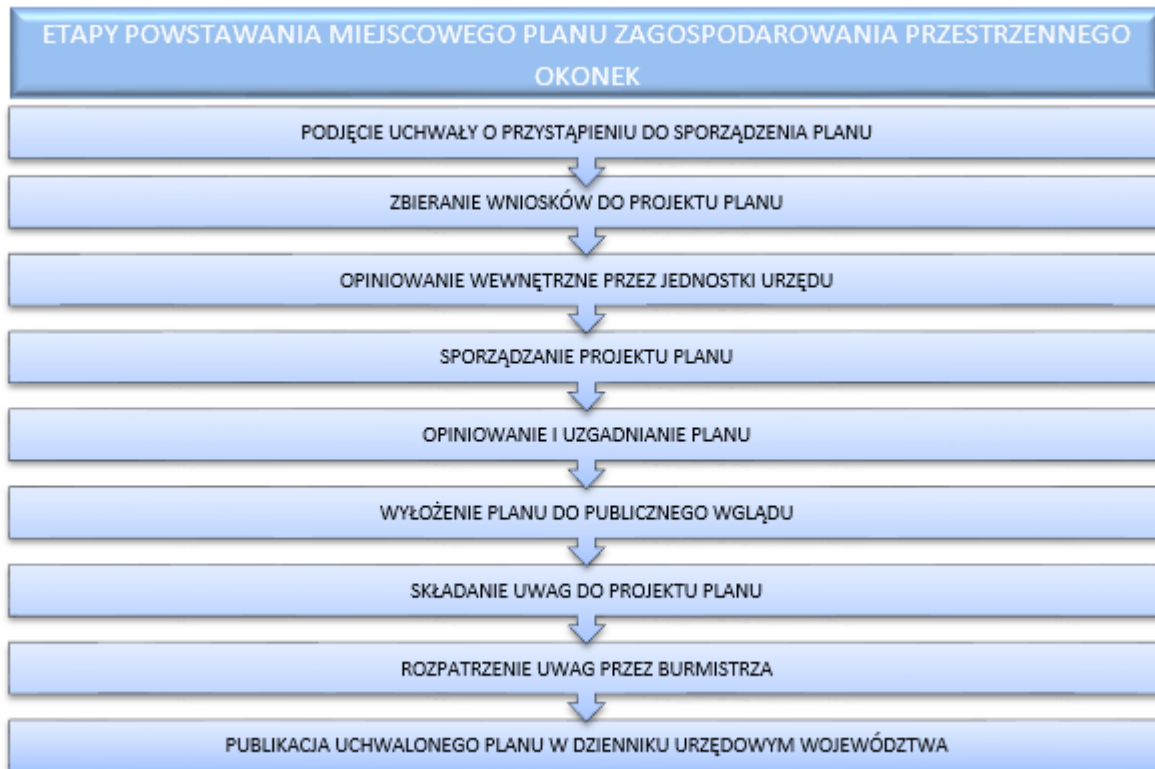 ETAPY POWSTAWANIA MIEJSCOWEGO PLANU ZAGOSPODAROWANIA PRZESTRZENNEGO
OKONEK
PODJĘCIE UCHWAŁY O PRZYSTĄPIENIU DO SPORZĄDZENIA PLANU
ZBIERANIE WNIOSKÓW DO PROJEKTU PLANU
OPINIOWANIE WEWNĘTRZNE PRZEZ JEDNOSTKI URZĘDU
SPORZĄDZANIE PROJEKTU PLANU
OPINIOWANIE I UZGADNIANIE PLANU
WYŁOŻENIE PLANU DO PUBLICZNEGO WGLĄDU
SKŁADANIE UWAG DO PROJEKTU PLANU
ROZPATRZENIE UWAG PRZEZ BURMISTRZA
PUBLIKACJA UCHWALONEGO PLANU W DZIENNIKU URZĘDOWYM WOJEWÓDZTWA